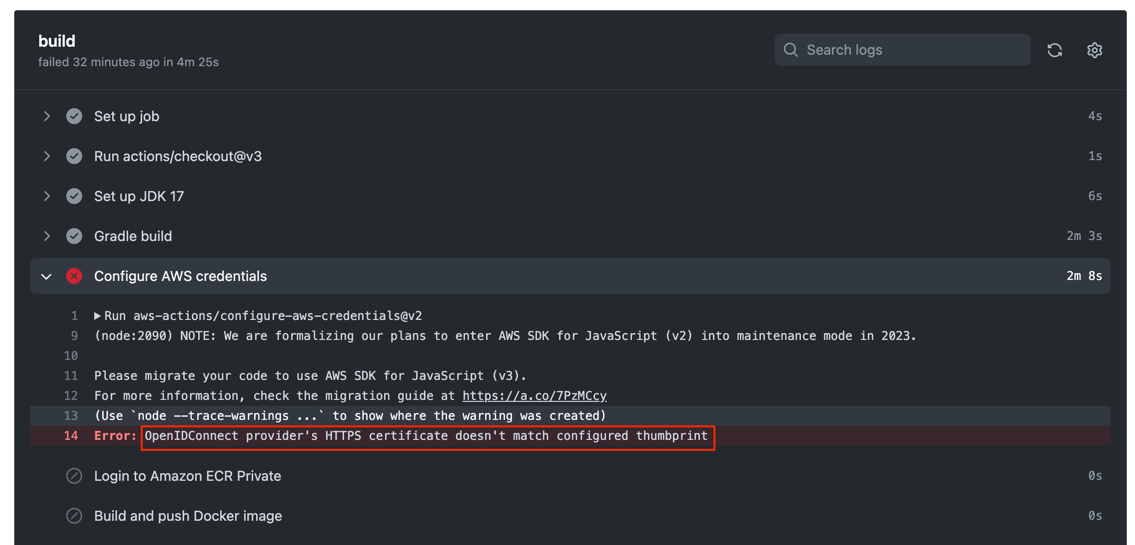 build
failed 32 minutes ago in 4m 25s
Search logs
Set up job 4s
Run actions/checkout@v3 1s
Set up JDK 17 6s
Gradle build 2m 3s
Configure AWS credentials 2m 8s
1 Run aws-actions/configure-aws-credentials@v2
9 (node:2090) NOTE: We are formalizing our plans to enter AWS SDK for JavaScript (v2) into maintenance mode in 2023.
10
11 Please migrate your code to use AWS SDK for JavaScript (v3).
12 For more information, check the migration guide at https://a.co/7PzMCcy
13 (Use `node --trace-warnings ...` to show where the warning was created)
14 Error: OpenIDConnect provider's HTTPS certificate doesn't match configured thumbprint
Login to Amazon ECR Private 0s
Build and push Docker image 0s